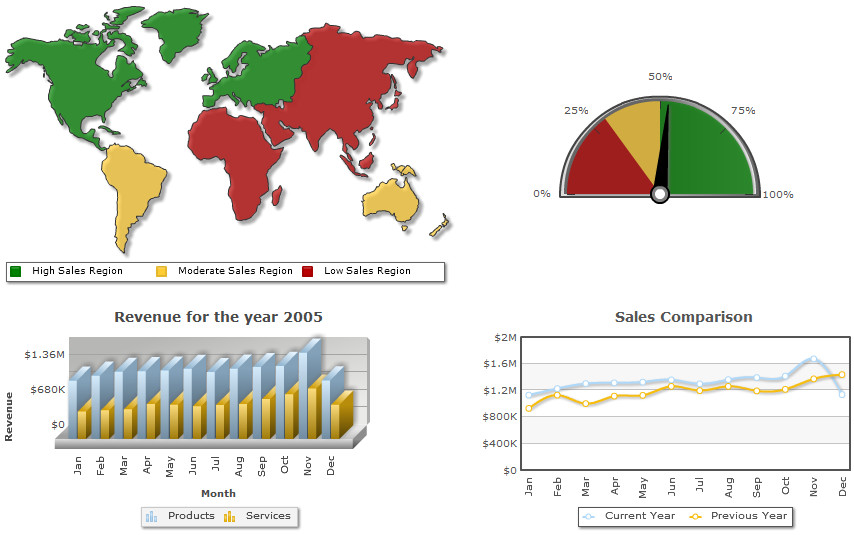 High Sales Region Moderate Sales Region Low Sales Region
0% 25% 50% 75% 100%
Revenue for the year 2005
Revenue
$1.36M
$680K
$0
Jan Feb Mar Apr May Jun Jul Aug Sep Oct Nov Dec
Month
Products Services
Sales Comparison
$2M
$1.6M
$1.2M
$800K
$400K
$0
Jan Feb Mar Apr May Jun Jul Aug Sep Oct Nov Dec
Current Year Previous Year